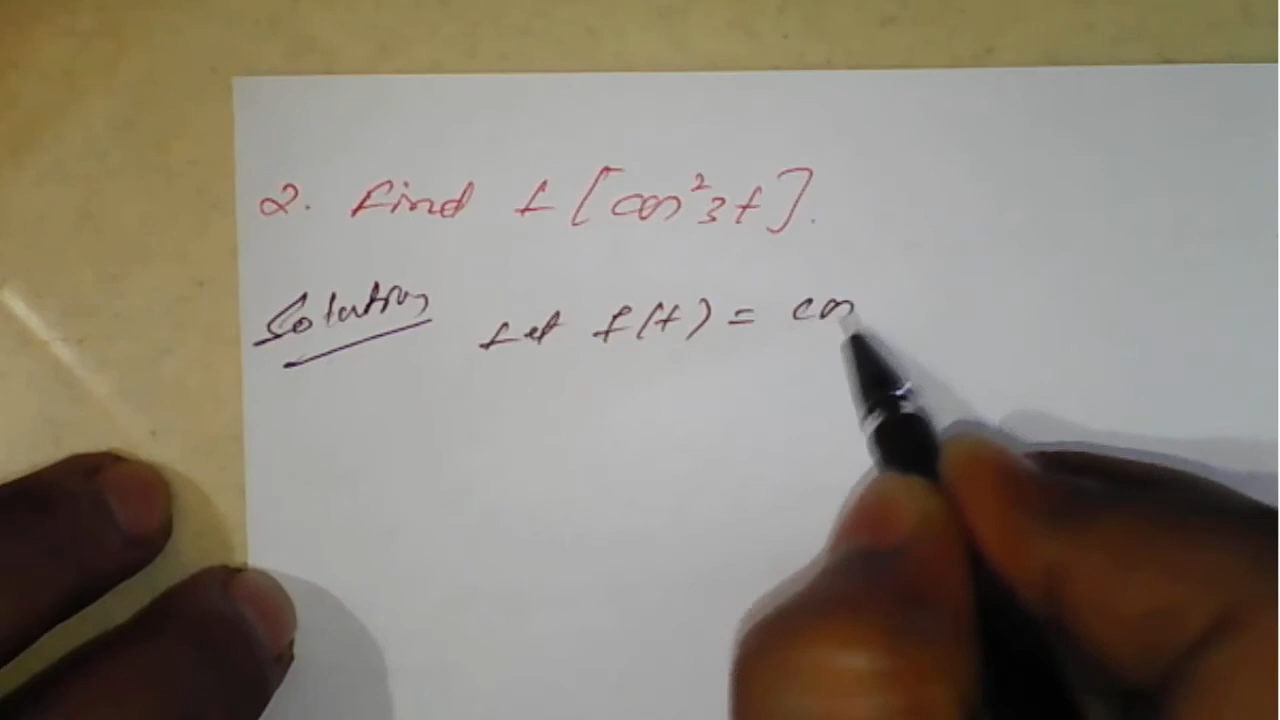 2. Find L[cos²3t].
Solution Let f(t) = cos